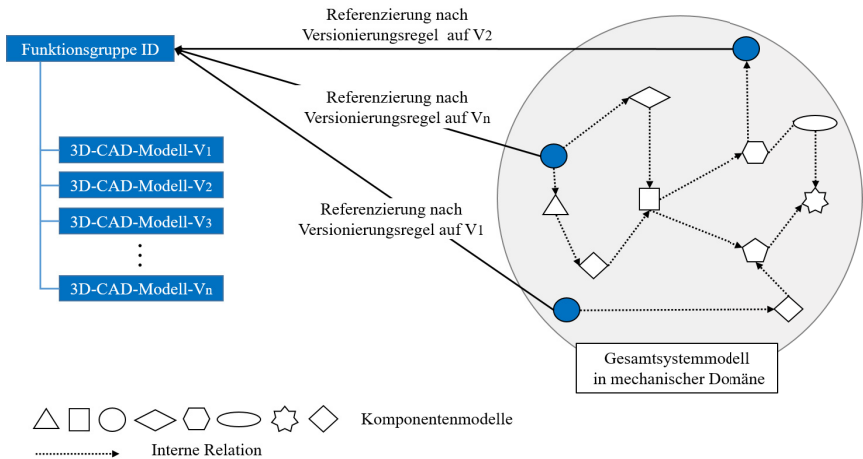 Referenzierung nach
Versionierungsregel auf V2
Funktionsgruppe ID
Referenzierung nach
Versionierungsregel auf Vn
3D-CAD-Modell-V1
3D-CAD-Modell-V2
3D-CAD-Modell-V3
Referenzierung nach
Versionierungsregel auf V1
⋮
3D-CAD-Modell-Vn
Gesamtsystemmodell
in mechanischer Domäne
Komponentenmodelle
Interne Relation